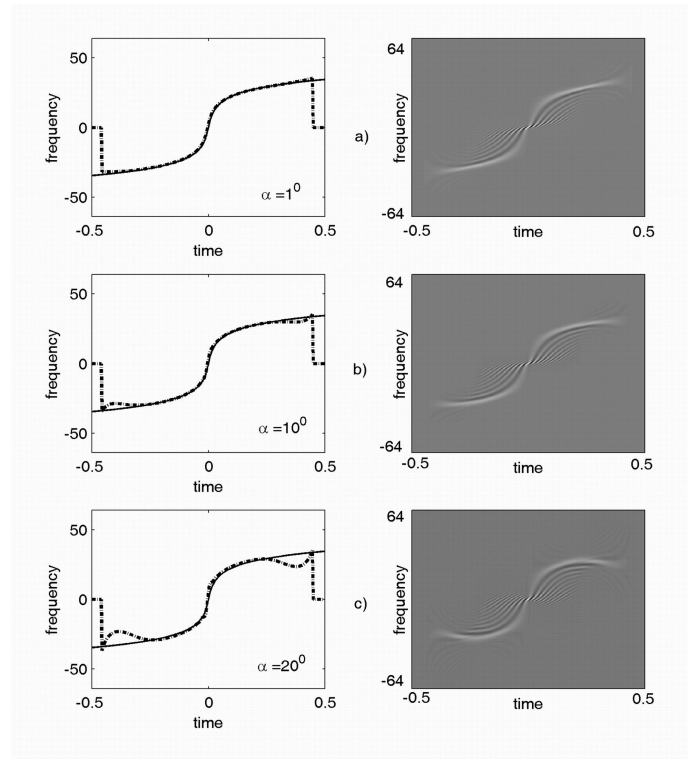 50
64
0
frequency
a)
frequency
-50
α =1⁰
-64
-0.5
0
0.5
-0.5
0.5
time
time
50
64
0
frequency
b)
frequency
-50
α =10⁰
-64
-0.5
0
0.5
-0.5
0.5
time
time
50
64
0
frequency
c)
frequency
-50
α =20⁰
-64
-0.5
0
0.5
-0.5
0.5
time
time